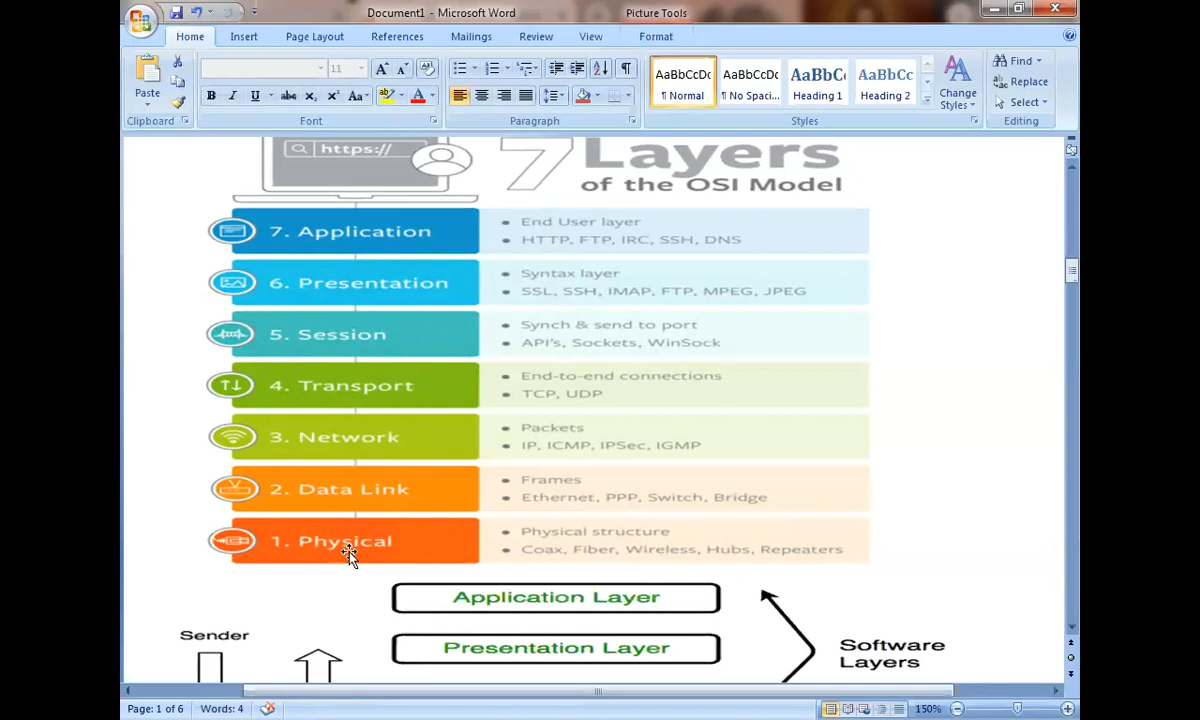 Document1 - Microsoft Word
Picture Tools
Home
Insert
Page Layout
References
Mailings
Review
View
Format
Paste
11
B I U abc x₂ x² Aa
AaBbCcDc
¶ Normal
AaBbCcDc
¶ No Spaci...
AaBbC
Heading 1
AaBbCc
Heading 2
Change
Styles
Find
Replace
Select
Clipboard
Font
Paragraph
Styles
Editing
https://
7 Layers
of the OSI Model
7. Application
• End User layer
• HTTP, FTP, IRC, SSH, DNS
6. Presentation
• Syntax layer
• SSL, SSH, IMAP, FTP, MPEG, JPEG
5. Session
• Synch & send to port
• API's, Sockets, WinSock
4. Transport
• End-to-end connections
• TCP, UDP
3. Network
• Packets
• IP, ICMP, IPSec, IGMP
2. Data Link
• Frames
• Ethernet, PPP, Switch, Bridge
1. Physical
• Physical structure
• Coax, Fiber, Wireless, Hubs, Repeaters
Application Layer
Sender
Presentation Layer
Software
Layers
Page: 1 of 6
Words: 4
150%